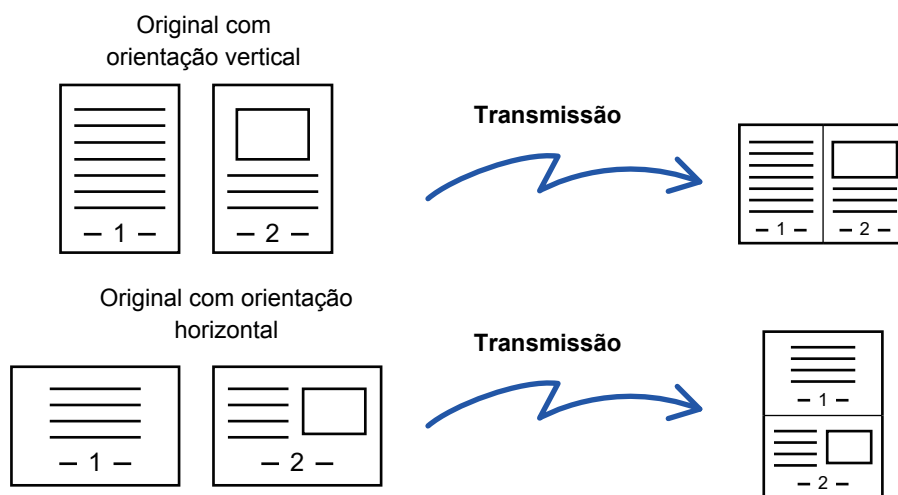 Original com
orientação vertical
Transmissão
– 1 –
– 2 –
– 1 –
– 2 –
Original com orientação
horizontal
Transmissão
– 1 –
– 2 –
– 1 –
– 2 –